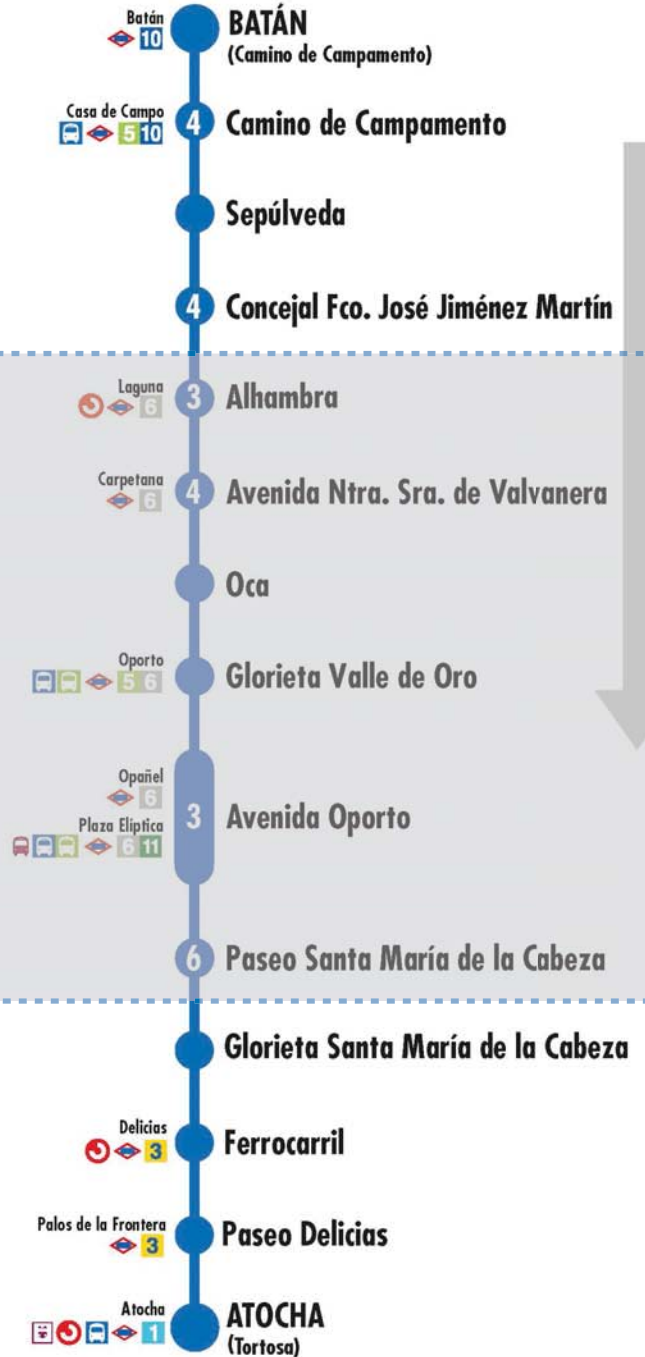 Batán
10
BATÁN
(Camino de Campamento)
Casa de Campo
5 10
4
Camino de Campamento
Sepúlveda
4
Concejal Fco. José Jiménez Martín
Laguna
6
3
Alhambra
Carpetana
6
4
Avenida Ntra. Sra. de Valvanera
Oca
Oporto
5 6
Glorieta Valle de Oro
Opañel
6
Plaza Elíptica
6 11
3
Avenida Oporto
6
Paseo Santa María de la Cabeza
Glorieta Santa María de la Cabeza
Delicias
3
Ferrocarril
Palos de la Frontera
3
Paseo Delicias
Atocha
1
ATOCHA
(Tortosa)